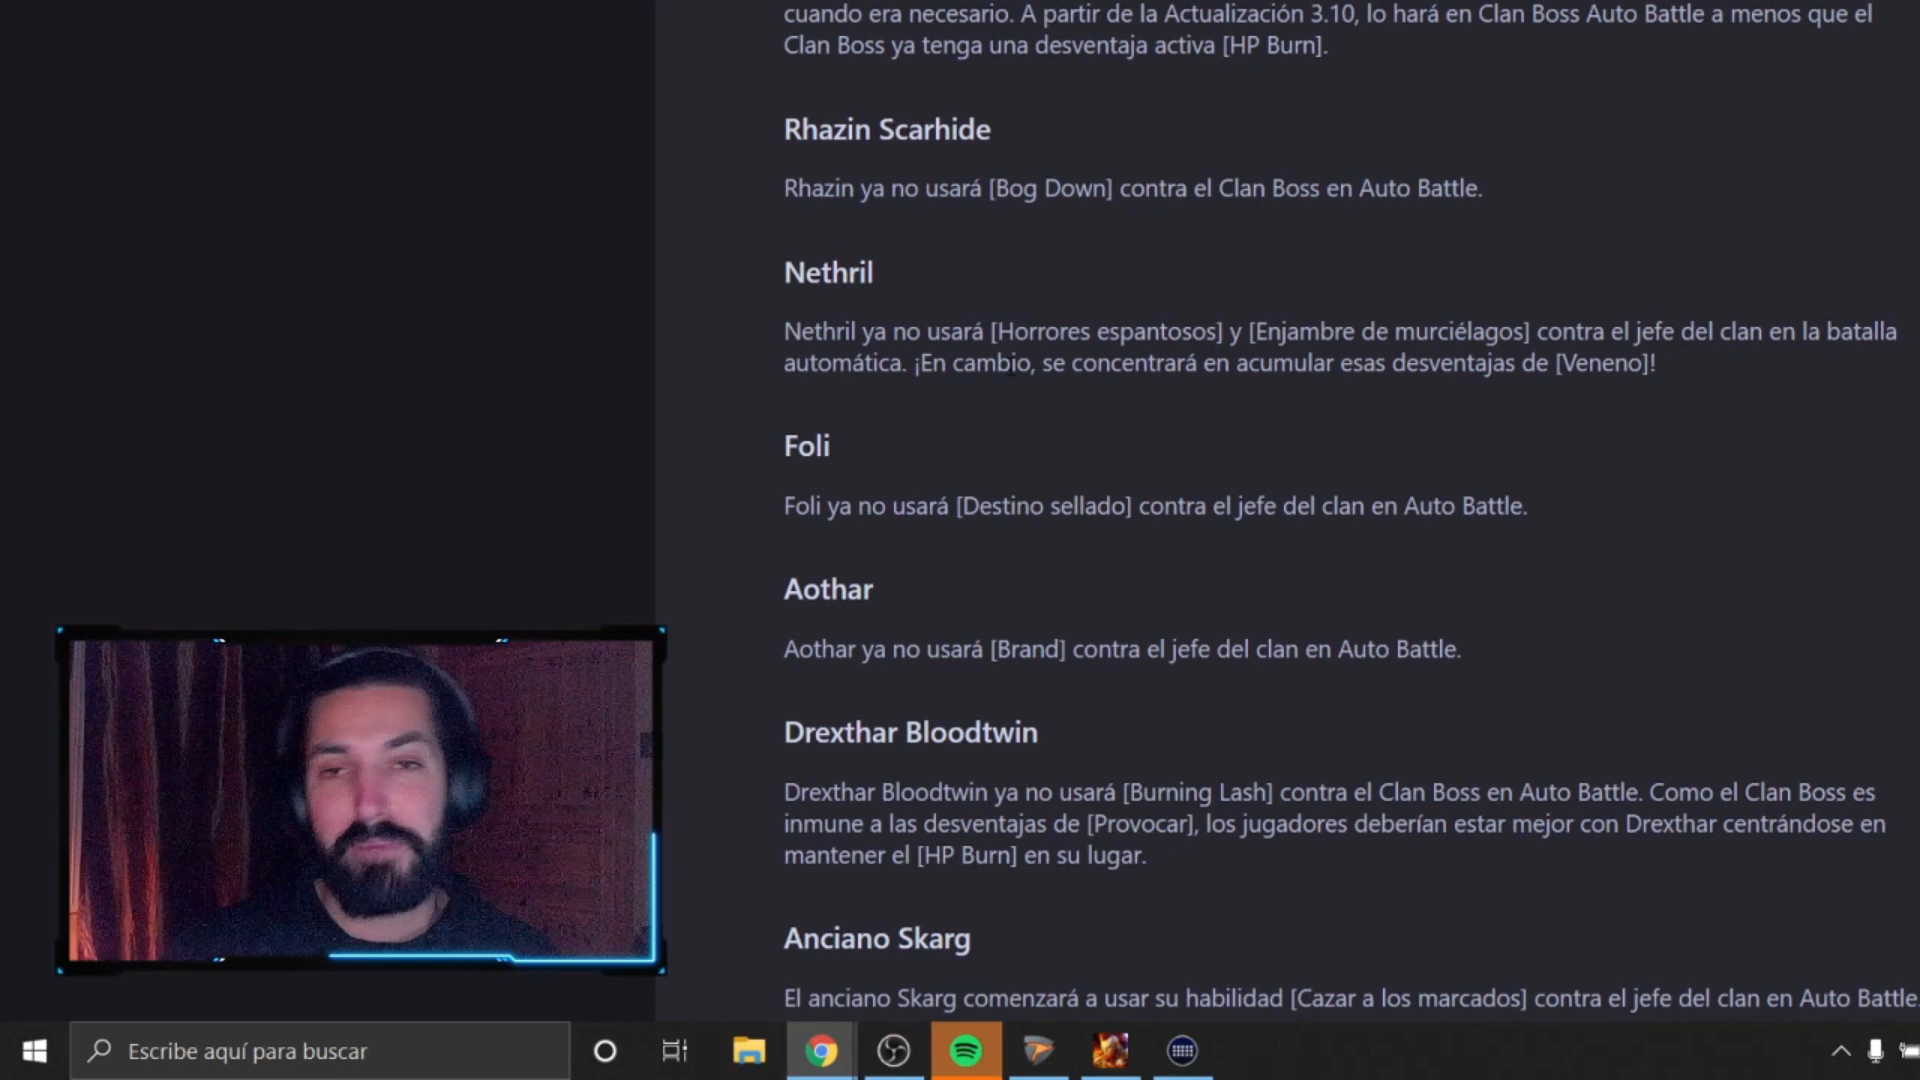 cuando era necesario. A partir de la Actualización 3.10, lo hará en Clan Boss Auto Battle a menos que el
Clan Boss ya tenga una desventaja activa [HP Burn].
Rhazin Scarhide
Rhazin ya no usará [Bog Down] contra el Clan Boss en Auto Battle.
Nethril
Nethril ya no usará [Horrores espantosos] y [Enjambre de murciélagos] contra el jefe del clan en la batalla
automática. ¡En cambio, se concentrará en acumular esas desventajas de [Veneno]!
Foli
Foli ya no usará [Destino sellado] contra el jefe del clan en Auto Battle.
Aothar
Aothar ya no usará [Brand] contra el jefe del clan en Auto Battle.
Drexthar Bloodtwin
Drexthar Bloodtwin ya no usará [Burning Lash] contra el Clan Boss en Auto Battle. Como el Clan Boss es
inmune a las desventajas de [Provocar], los jugadores deberían estar mejor con Drexthar centrándose en
mantener el [HP Burn] en su lugar.
Anciano Skarg
El anciano Skarg comenzará a usar su habilidad [Cazar a los marcados] contra el jefe del clan en Auto Battle.
Escribe aquí para buscar